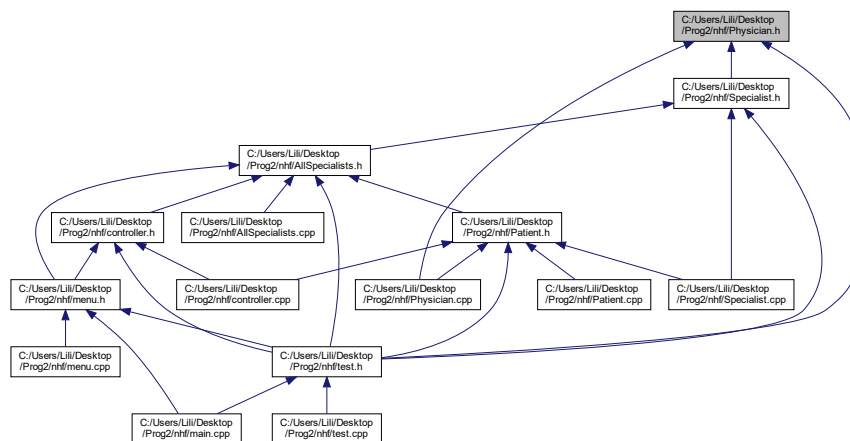 C:/Users/Lili/Desktop
/Prog2/nhf/Physician.h
C:/Users/Lili/Desktop
/Prog2/nhf/Specialist.h
C:/Users/Lili/Desktop
/Prog2/nhf/AllSpecialists.h
C:/Users/Lili/Desktop
/Prog2/nhf/controller.h
C:/Users/Lili/Desktop
/Prog2/nhf/AllSpecialists.cpp
C:/Users/Lili/Desktop
/Prog2/nhf/Patient.h
C:/Users/Lili/Desktop
/Prog2/nhf/menu.h
C:/Users/Lili/Desktop
/Prog2/nhf/controller.cpp
C:/Users/Lili/Desktop
/Prog2/nhf/Physician.cpp
C:/Users/Lili/Desktop
/Prog2/nhf/Patient.cpp
C:/Users/Lili/Desktop
/Prog2/nhf/Specialist.cpp
C:/Users/Lili/Desktop
/Prog2/nhf/menu.cpp
C:/Users/Lili/Desktop
/Prog2/nhf/test.h
C:/Users/Lili/Desktop
/Prog2/nhf/main.cpp
C:/Users/Lili/Desktop
/Prog2/nhf/test.cpp